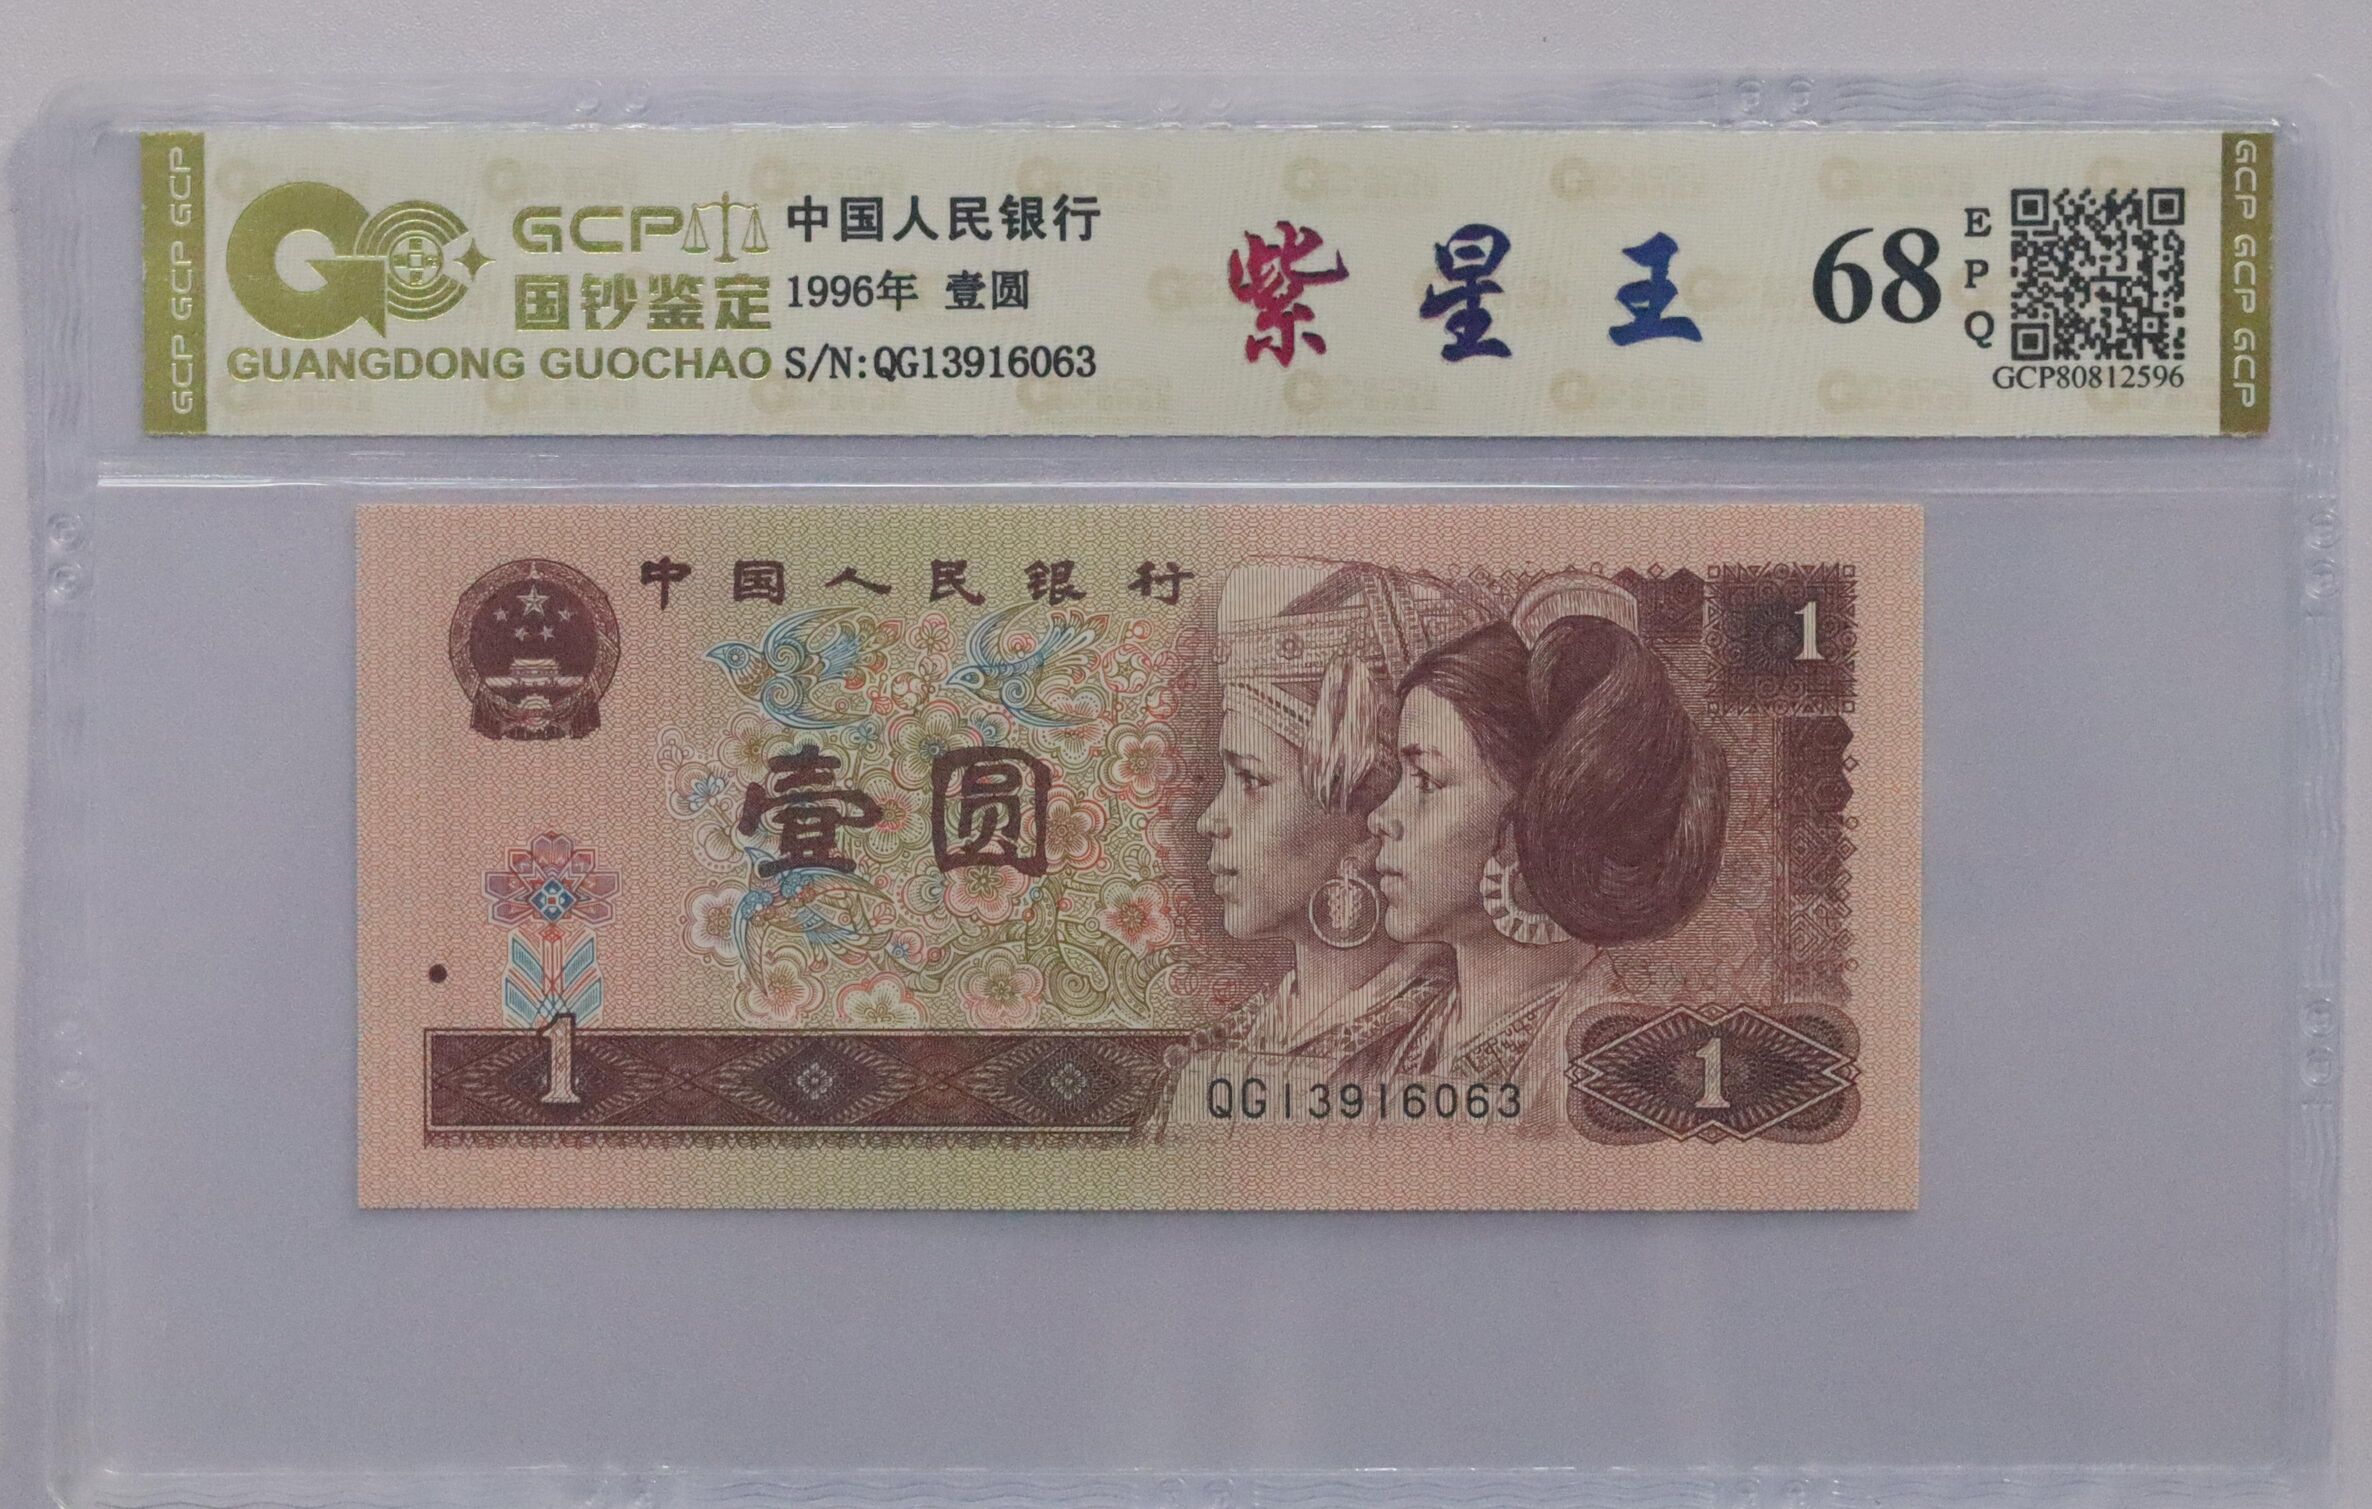 GCP GCP GCP
GCP
国钞鉴定
GUANGDONG GUOCHAO
中国人民银行
1996年 壹圆
S/N:QG13916063
紫星王
68
EPQ
GCP80812596
GCP GCP GCP
中国人民银行
1
壹圆
1
QG13916063
1